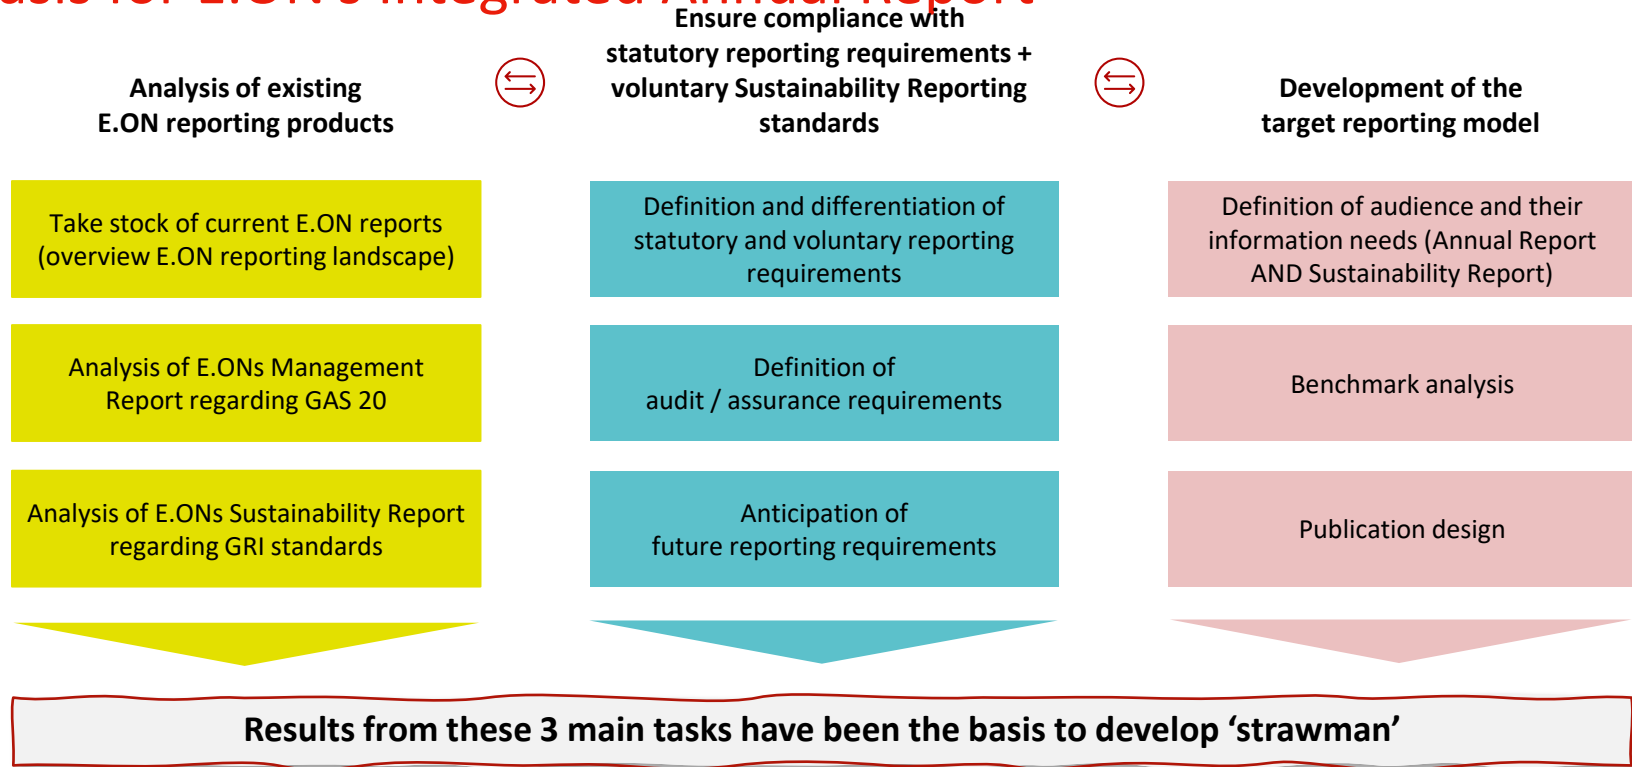 for E.ON's Integrated Annual Report
Analysis of existing
E.ON reporting products
Ensure compliance with
statutory reporting requirements +
voluntary Sustainability Reporting
standards
Development of the
target reporting model
Take stock of current E.ON reports
(overview E.ON reporting landscape)
Analysis of E.ONs Management
Report regarding GAS 20
Analysis of E.ONs Sustainability Report
regarding GRI standards
Definition and differentiation of
statutory and voluntary reporting
requirements
Definition of
audit / assurance requirements
Anticipation of
future reporting requirements
Definition of audience and their
information needs (Annual Report
AND Sustainability Report)
Benchmark analysis
Publication design
Results from these 3 main tasks have been the basis to develop ‘strawman’